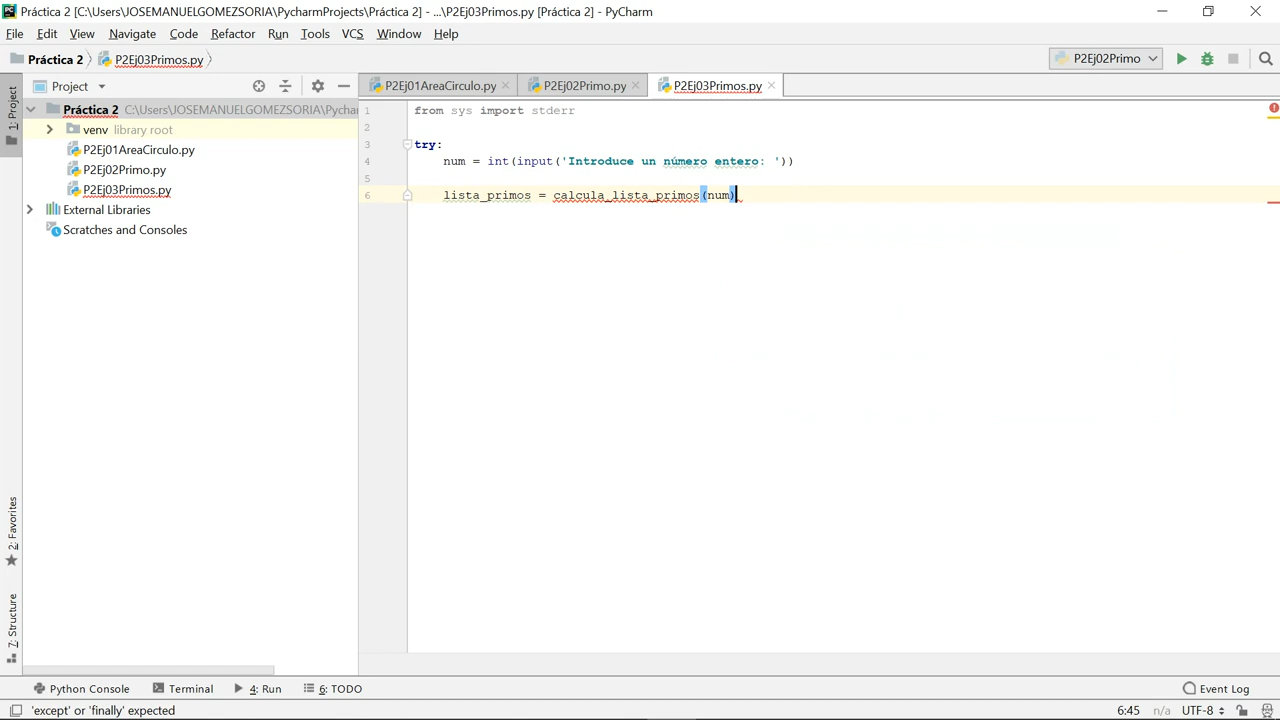 Práctica 2 [C:\Users\JOSEMANUELGOMEZSORIA\PycharmProjects\Práctica 2] - ...\P2Ej03Primos.py [Práctica 2] - PyCharm
File Edit View Navigate Code Refactor Run Tools VCS Window Help
Práctica 2 P2Ej03Primos.py P2Ej02Primo
Project P2Ej01AreaCirculo.py P2Ej02Primo.py P2Ej03Primos.py
1: Project
Práctica 2 C:\Users\JOSEMANUELGOMEZSORIA\Pychar
venv library root
P2Ej01AreaCirculo.py
P2Ej02Primo.py
P2Ej03Primos.py
External Libraries
Scratches and Consoles
2: Favorites
7: Structure
1 from sys import stderr
2
3 try:
4 num = int(input('Introduce un número entero: '))
5
6 lista_primos = calcula_lista_primos(num)
Python Console Terminal 4: Run 6: TODO Event Log
'except' or 'finally' expected 6:45 n/a UTF-8